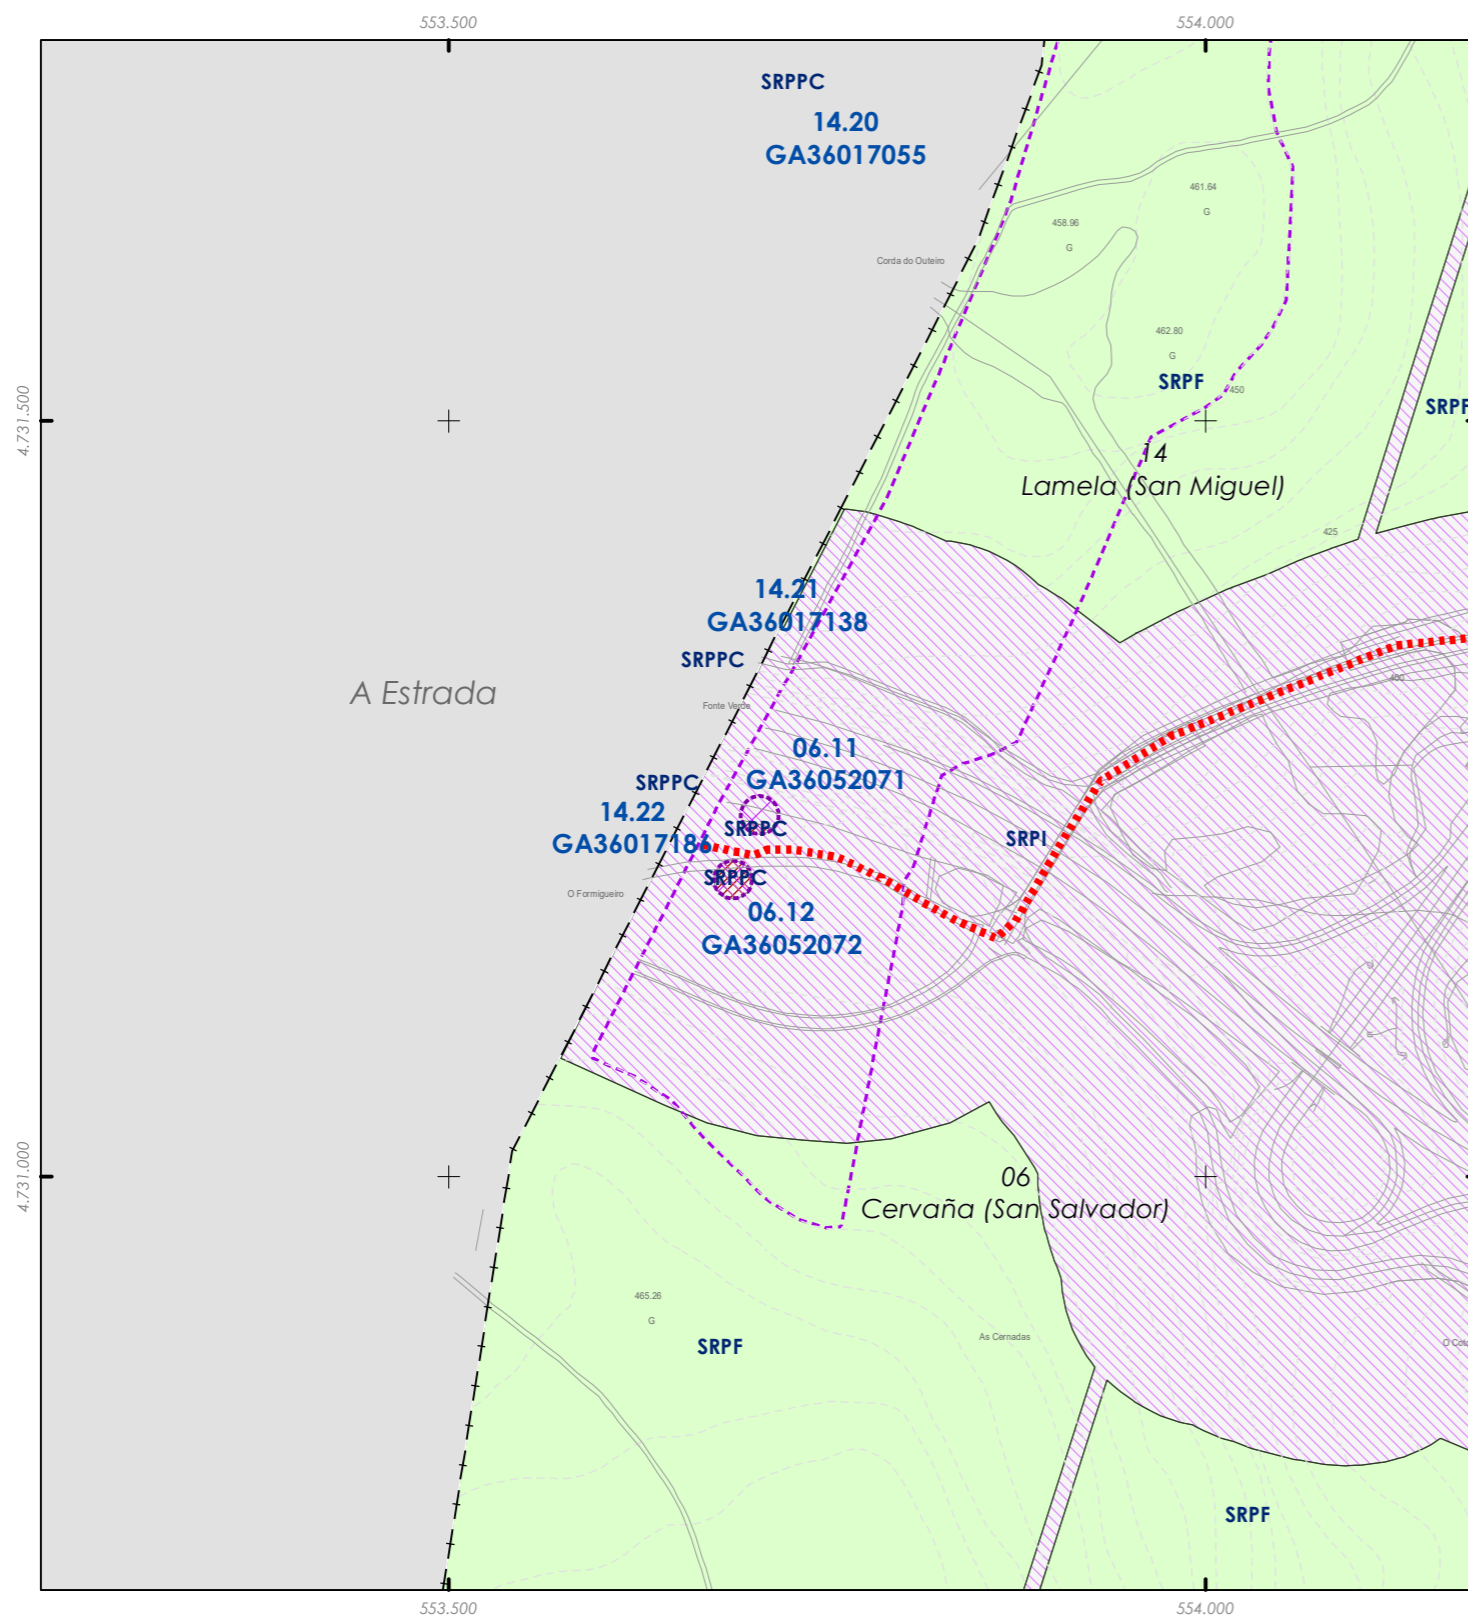 553.500
554.000
SRPPC
14.20
GA36017055
461.64
G
458.96
G
Corda do Outeiro
462.80
G
SRPF
450
SRPF
4.731.500
14
Lamela (San Miguel)
425
14.21
GA36017138
SRPPC
A Estrada
400
Fonte Verde
06.11
GA36052071
SRPPC
14.22
GA36017186
SRPPC
SRPI
SRPPC
O Formigueiro
06.12
GA36052072
4.731.000
06
Cervaña (San Salvador)
465.26
G
As Cernadas
SRPF
SRPF
553.500
554.000